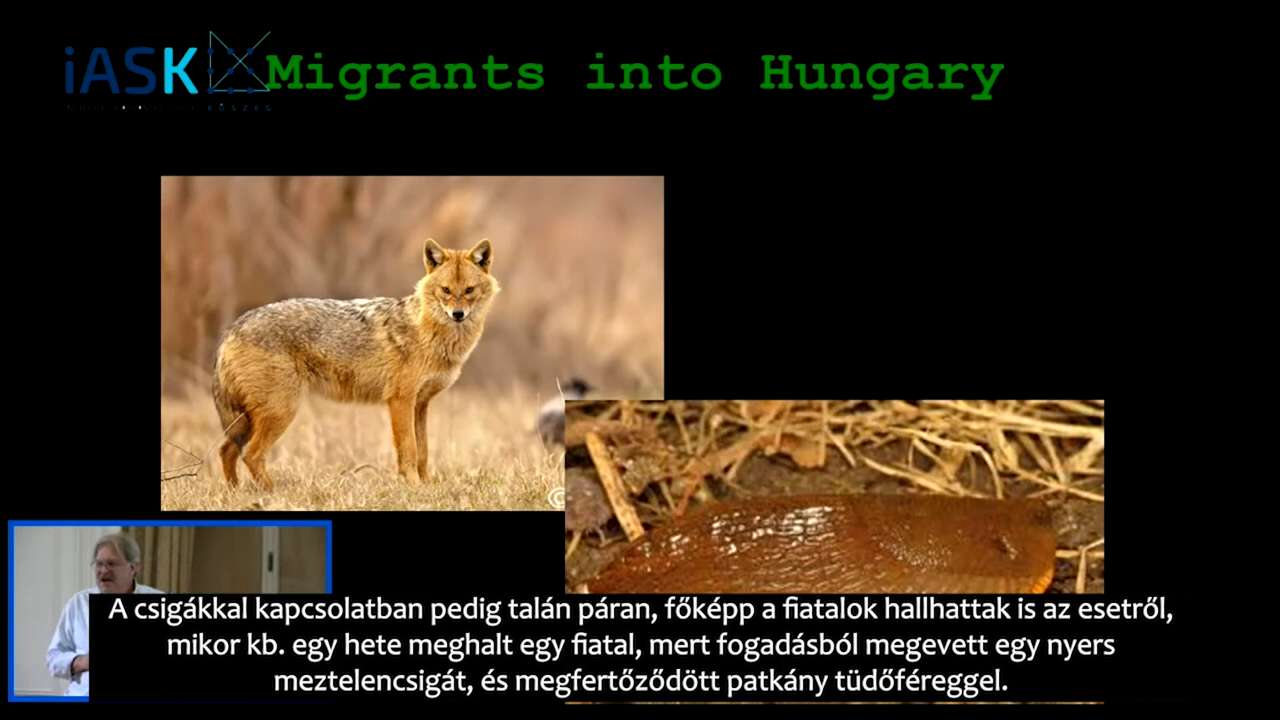 iASK
Migrants into Hungary
KŐSZEG
©
A csigákkal kapcsolatban pedig talán páran, főképp a fiatalok hallhattak is az esetről,
mikor kb. egy hete meghalt egy fiatal, mert fogadásból megevett egy nyers
meztelencsigát, és megfertőződött patkány tüdőféreggel.